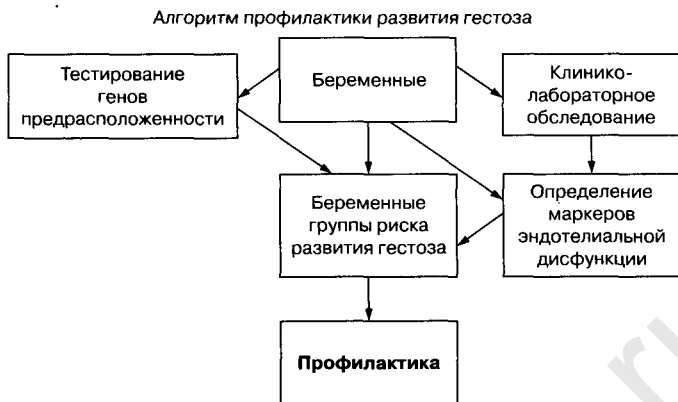 Алгоритм профилактики развития гестоза
Тестирование
генов
предрасположенности
Беременные
Клинико-
лабораторное
обследование
Беременные
группы риска
развития гестоза
Определение
маркеров
эндотелиальной
дисфункции
Профилактика